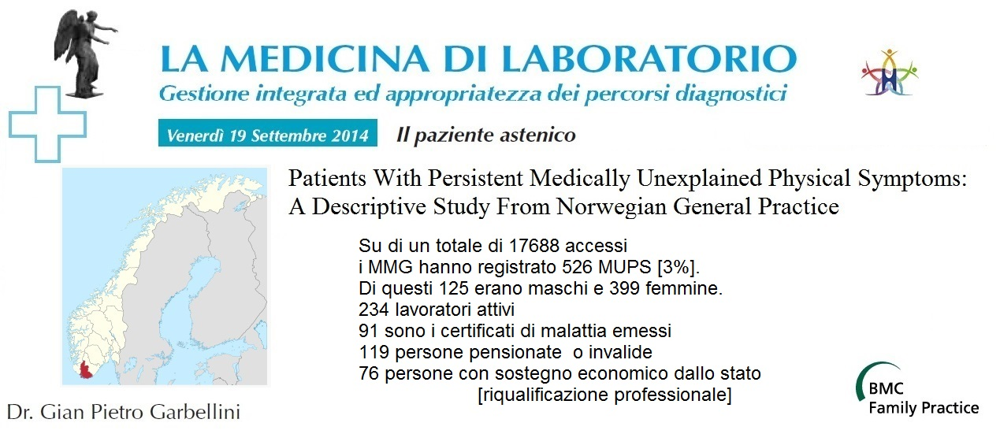 LA MEDICINA DI LABORATORIO
Gestione integrata ed appropriatezza dei percorsi diagnostici
H
Venerdì 19 Settembre 2014 Il paziente astenico
Patients With Persistent Medically Unexplained Physical Symptoms:
A Descriptive Study From Norwegian General Practice
Su di un totale di 17688 accessi
i MMG hanno registrato 526 MUPS [3%].
Di questi 125 erano maschi e 399 femmine.
234 lavoratori attivi
91 sono i certificati di malattia emessi
119 persone pensionate o invalide
76 persone con sostegno economico dallo stato
[riqualificazione professionale]
BMC
Family Practice
Dr. Gian Pietro Garbellini